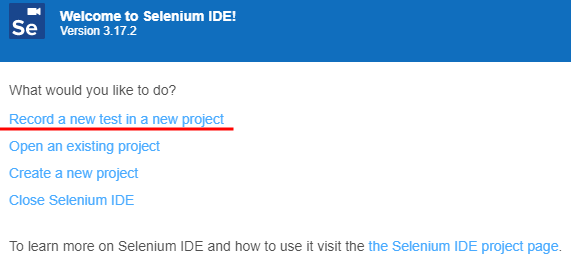 Se
Welcome to Selenium IDE!
Version 3.17.2
What would you like to do?
Record a new test in a new project
Open an existing project
Create a new project
Close Selenium IDE
To learn more on Selenium IDE and how to use it visit the the Selenium IDE project page.